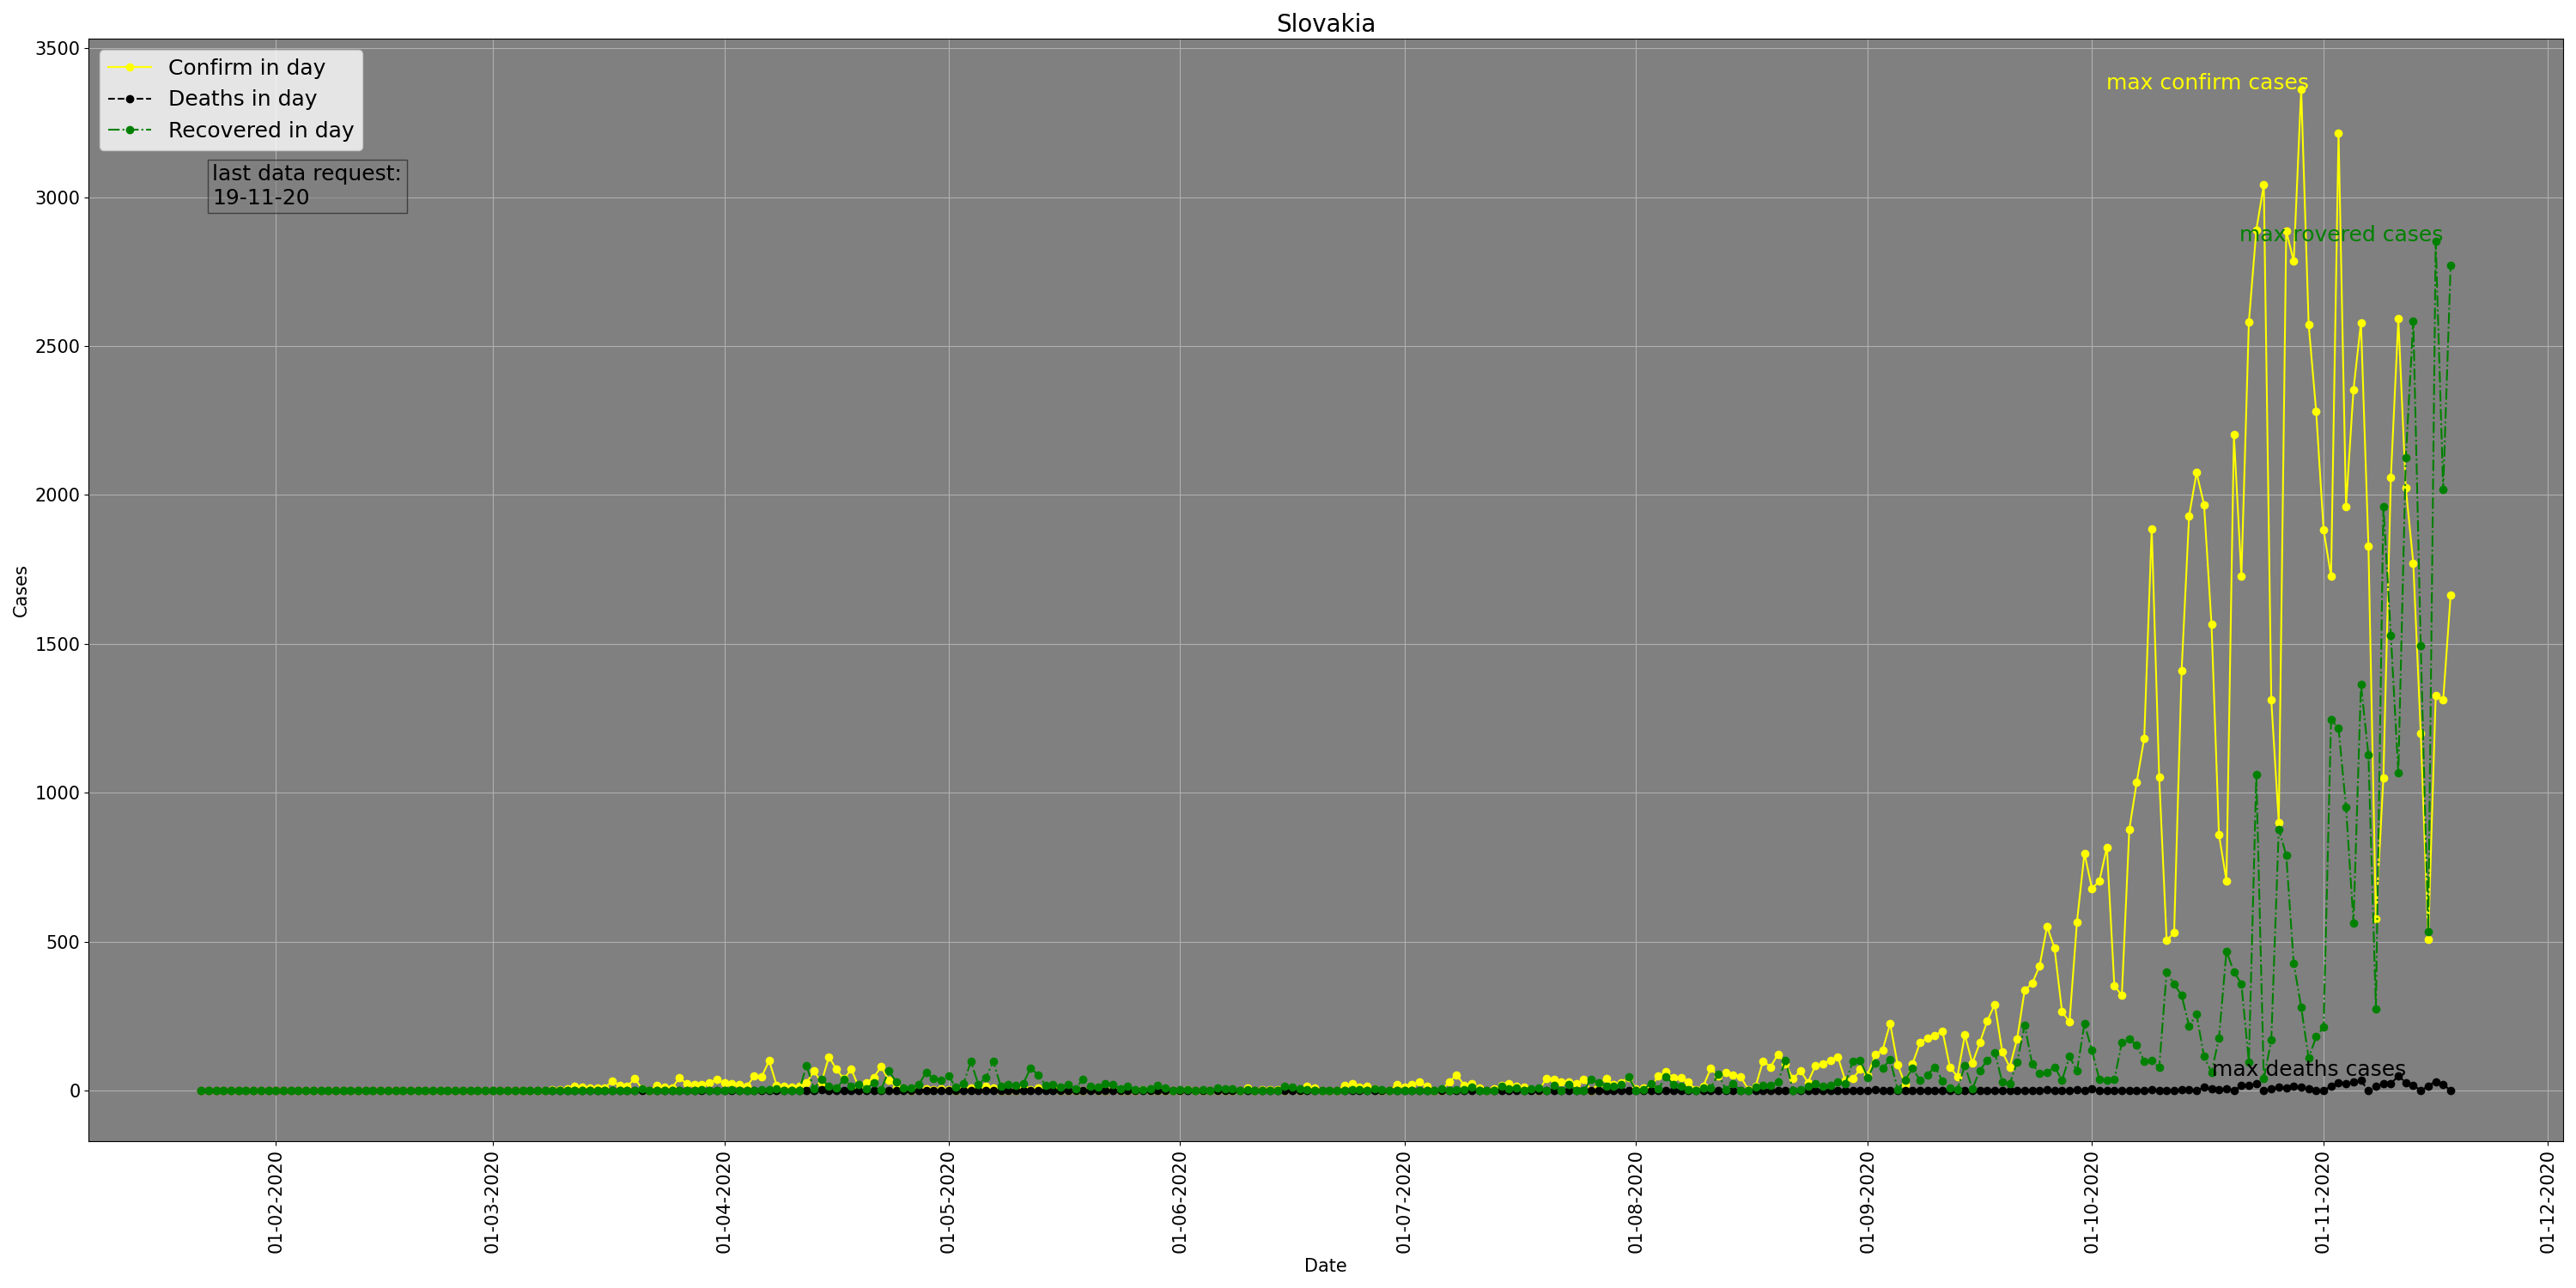 Slovakia
3500
3000
2500
2000
1500
1000
500
0
Cases
Confirm in day
Deaths in day
Recovered in day
last data request:
19-11-20
max confirm cases
max rovered cases
max deaths cases
01-02-2020
01-03-2020
01-04-2020
01-05-2020
01-06-2020
01-07-2020
01-08-2020
01-09-2020
01-10-2020
01-11-2020
01-12-2020
Date